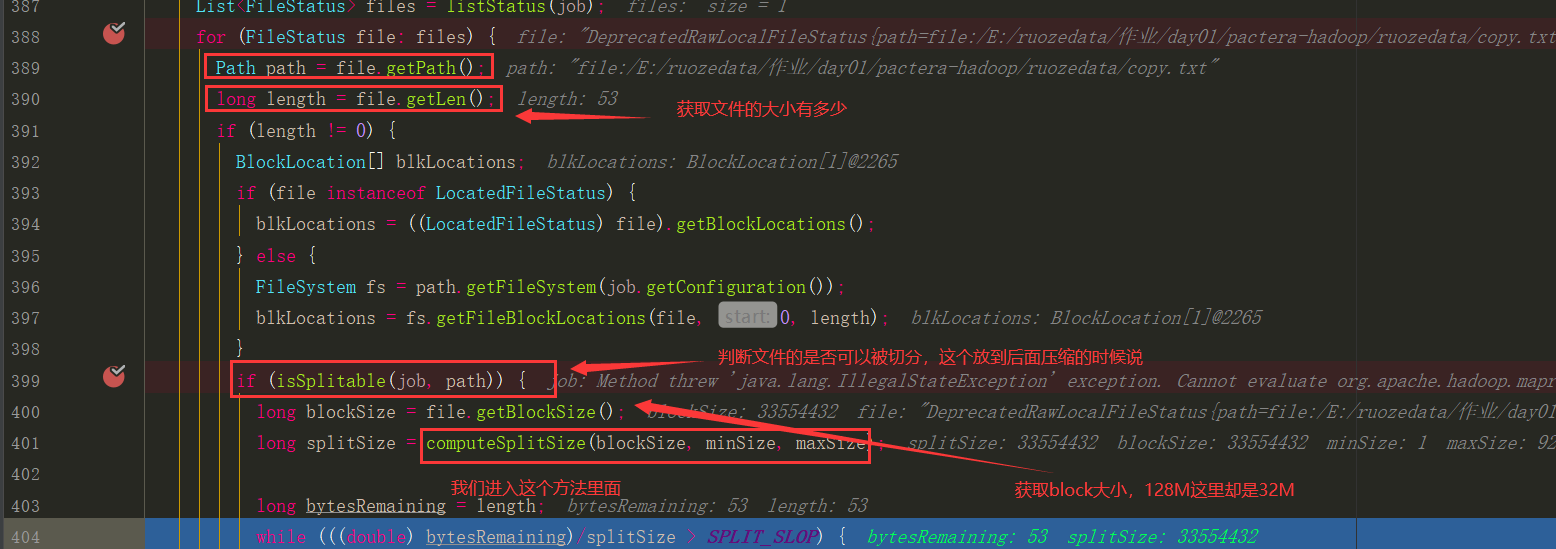 387 List<FileStatus> files = listStatus(job); files: size = 1
388 for (FileStatus file: files) { file: "DeprecatedRawLocalFileStatus{path=file:/E:/ruozedata/作业/day01/pactera-hadoop/ruozedata/copy.txt
389 Path path = file.getPath(); path: "file:/E:/ruozedata/作业/day01/pactera-hadoop/ruozedata/copy.txt"
390 long length = file.getLen(); length: 53
获取文件的大小有多少
391 if (length != 0) {
392 BlockLocation[] blkLocations; blkLocations: BlockLocation[1]@2265
393 if (file instanceof LocatedFileStatus) {
394 blkLocations = ((LocatedFileStatus) file).getBlockLocations();
395 } else {
396 FileSystem fs = path.getFileSystem(job.getConfiguration());
397 blkLocations = fs.getFileBlockLocations(file, start: 0, length); blkLocations: BlockLocation[1]@2265
398 }
判断文件的是否可以被切分，这个放到后面压缩的时候说
399 if (isSplitable(job, path)) { job: Method threw 'java.lang.IllegalStateException' exception. Cannot evaluate org.apache.hadoop.mapr
400 long blockSize = file.getBlockSize(); blockSize: 33554432 file: "DeprecatedRawLocalFileStatus{path=file:/E:/ruozedata/作业/day01
401 long splitSize = computeSplitSize(blockSize, minSize, maxSize); splitSize: 33554432 blockSize: 33554432 minSize: 1 maxSize: 92
402
我们进入这个方法里面
获取block大小，128M这里却是32M
403 long bytesRemaining = length; bytesRemaining: 53 length: 53
404 while (((double) bytesRemaining)/splitSize > SPLIT_SLOP) { bytesRemaining: 53 splitSize: 33554432